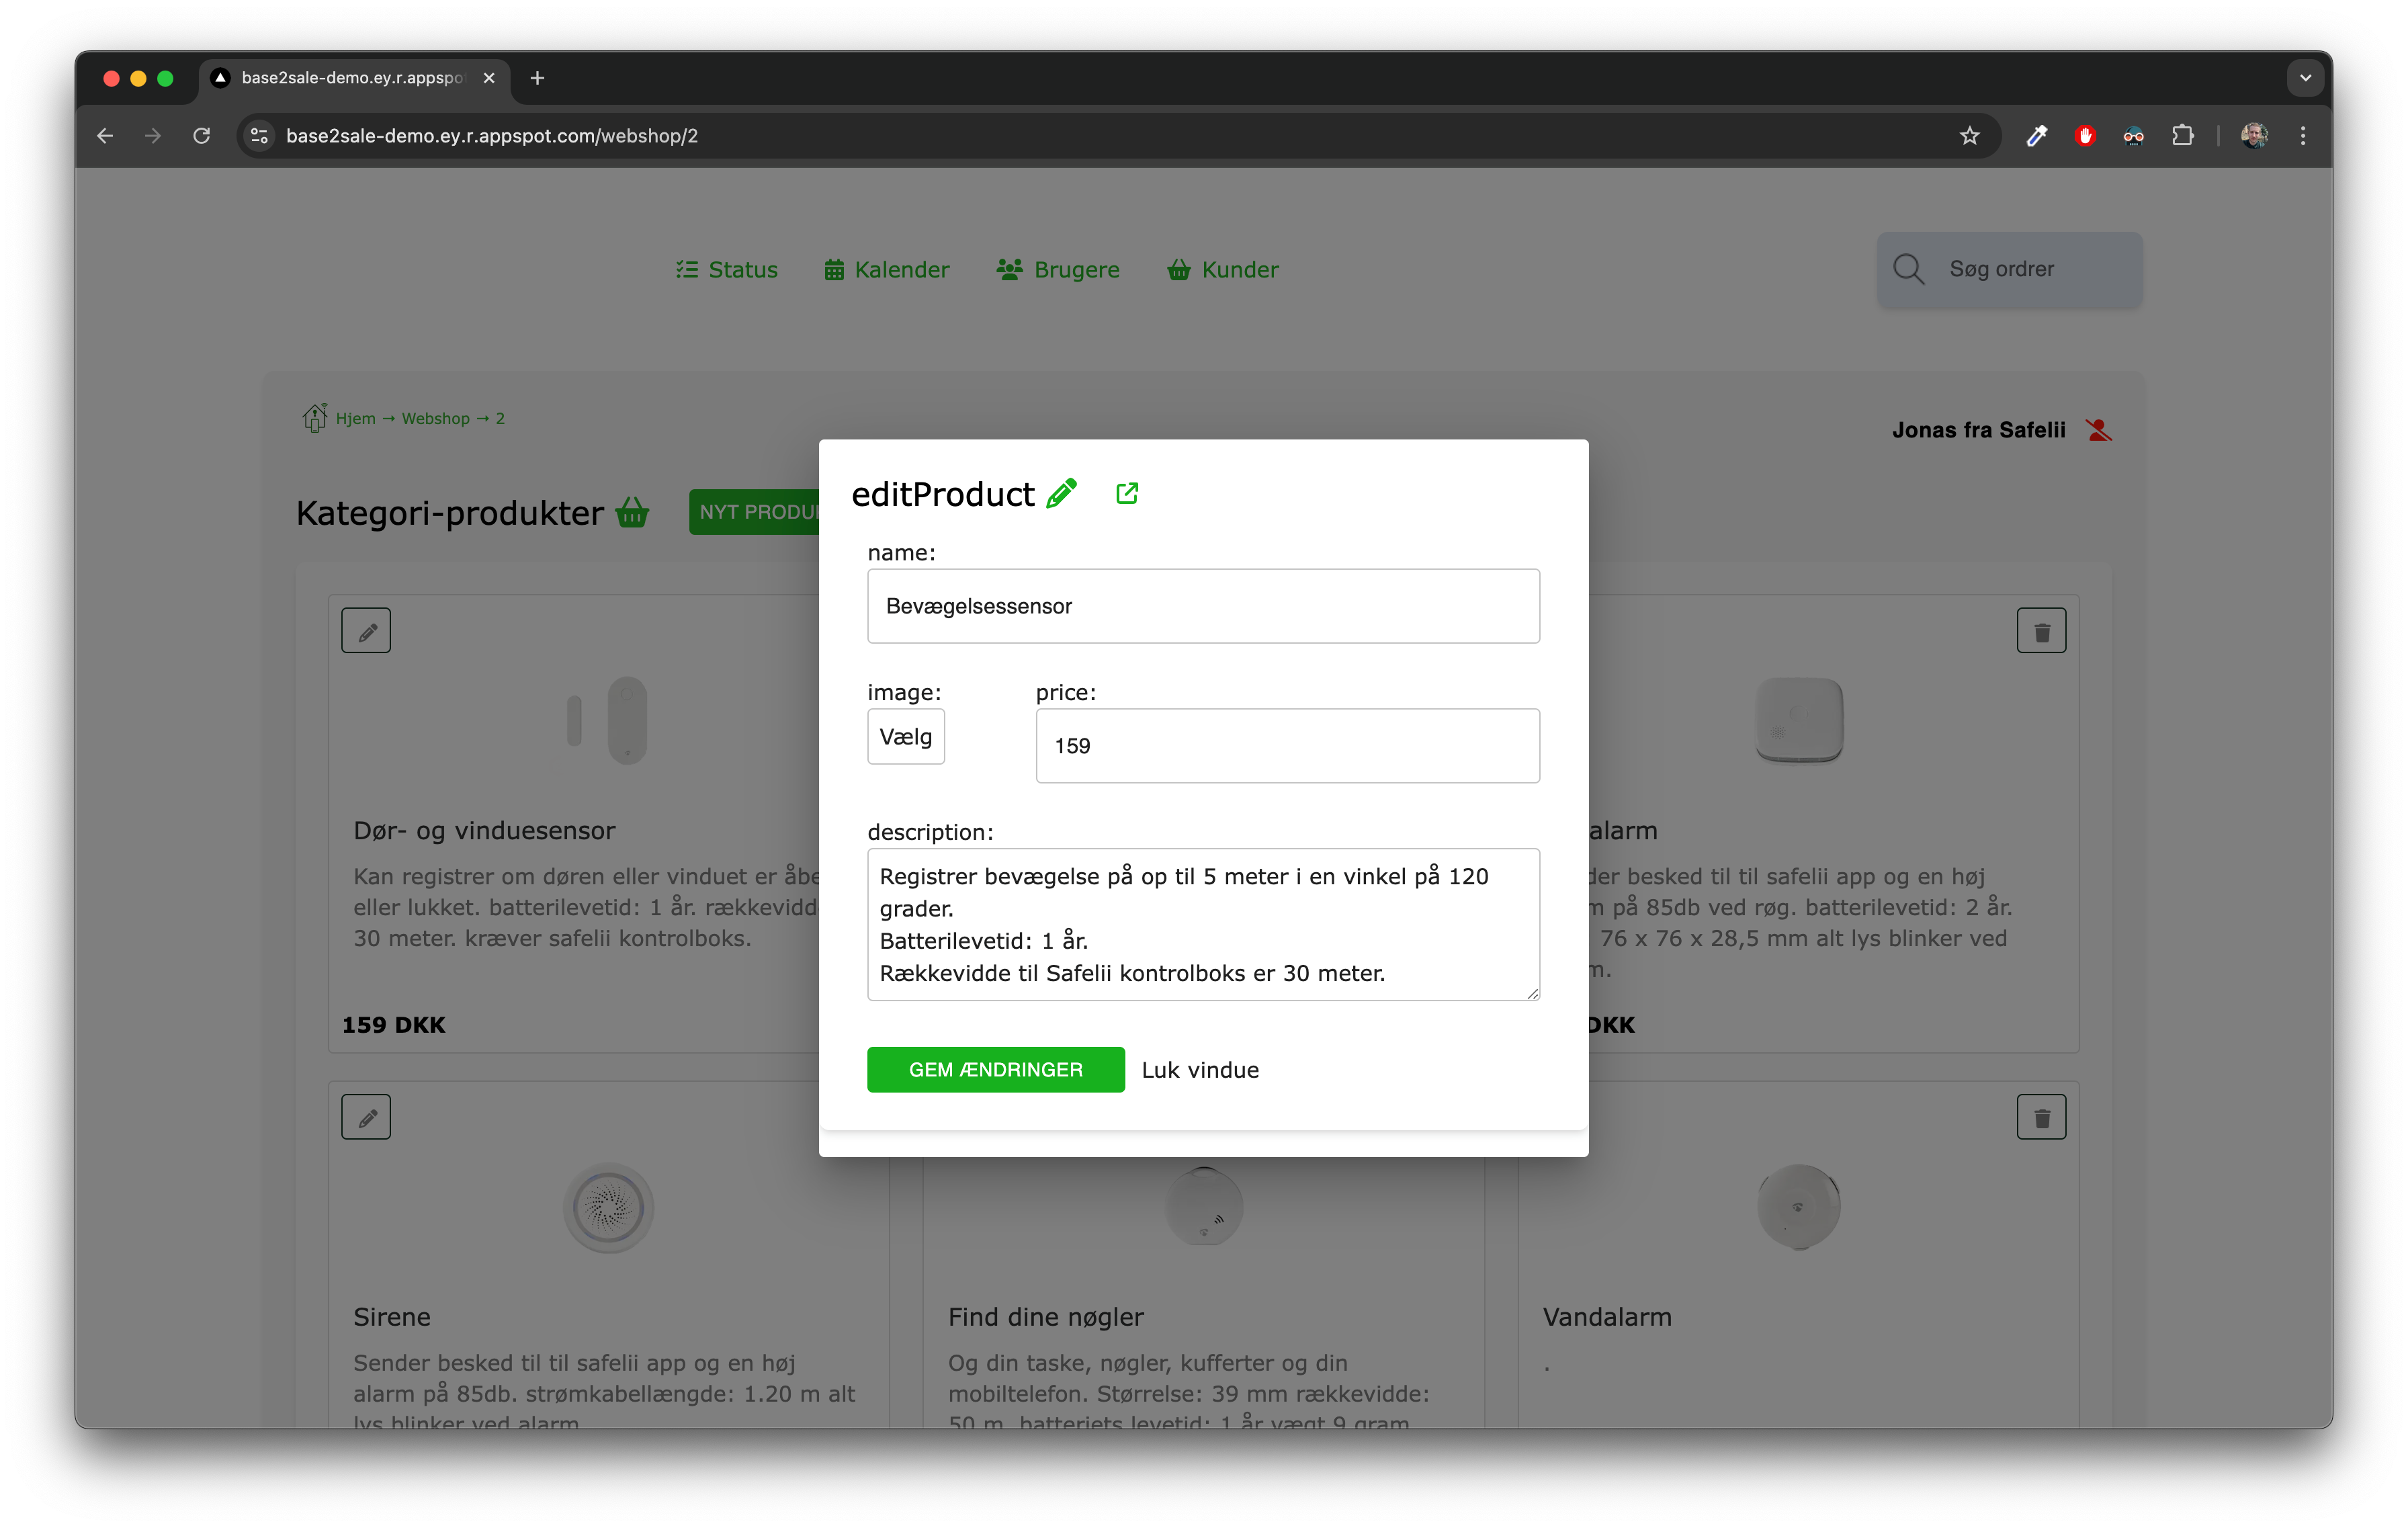 base2sale-demo.ey.r.appspo
base2sale-demo.ey.r.appspot.com/webshop/2
Status
Kalender
Brugere
Kunder
Søg ordrer
Hjem → Webshop → 2
Jonas fra Safelii
Kategori-produkter
NYT PRODU
editProduct
name:
Bevægelsessensor
image:
price:
Vælg
159
description:
Registrer bevægelse på op til 5 meter i en vinkel på 120
grader.
Batterilevetid: 1 år.
Rækkevidde til Safelii kontrolboks er 30 meter.
GEM ÆNDRINGER
Luk vindue
Dør- og vinduesensor
Kan registrer om døren eller vinduet er åbe
eller lukket. batterilevetid: 1 år. rækkevidd
30 meter. kræver safelii kontrolboks.
159 DKK
alarm
der besked til til safelii app og en høj
m på 85db ved røg. batterilevetid: 2 år.
76 x 76 x 28,5 mm alt lys blinker ved
m.
DKK
Sirene
Sender besked til til safelii app og en høj
alarm på 85db. strømkabellængde: 1.20 m alt
lys blinker ved alarm
Find dine nøgler
Og din taske, nøgler, kufferter og din
mobiltelefon. Størrelse: 39 mm rækkevidde:
50 m. batteriets levetid: 1 år vægt 9 gram
Vandalarm
.